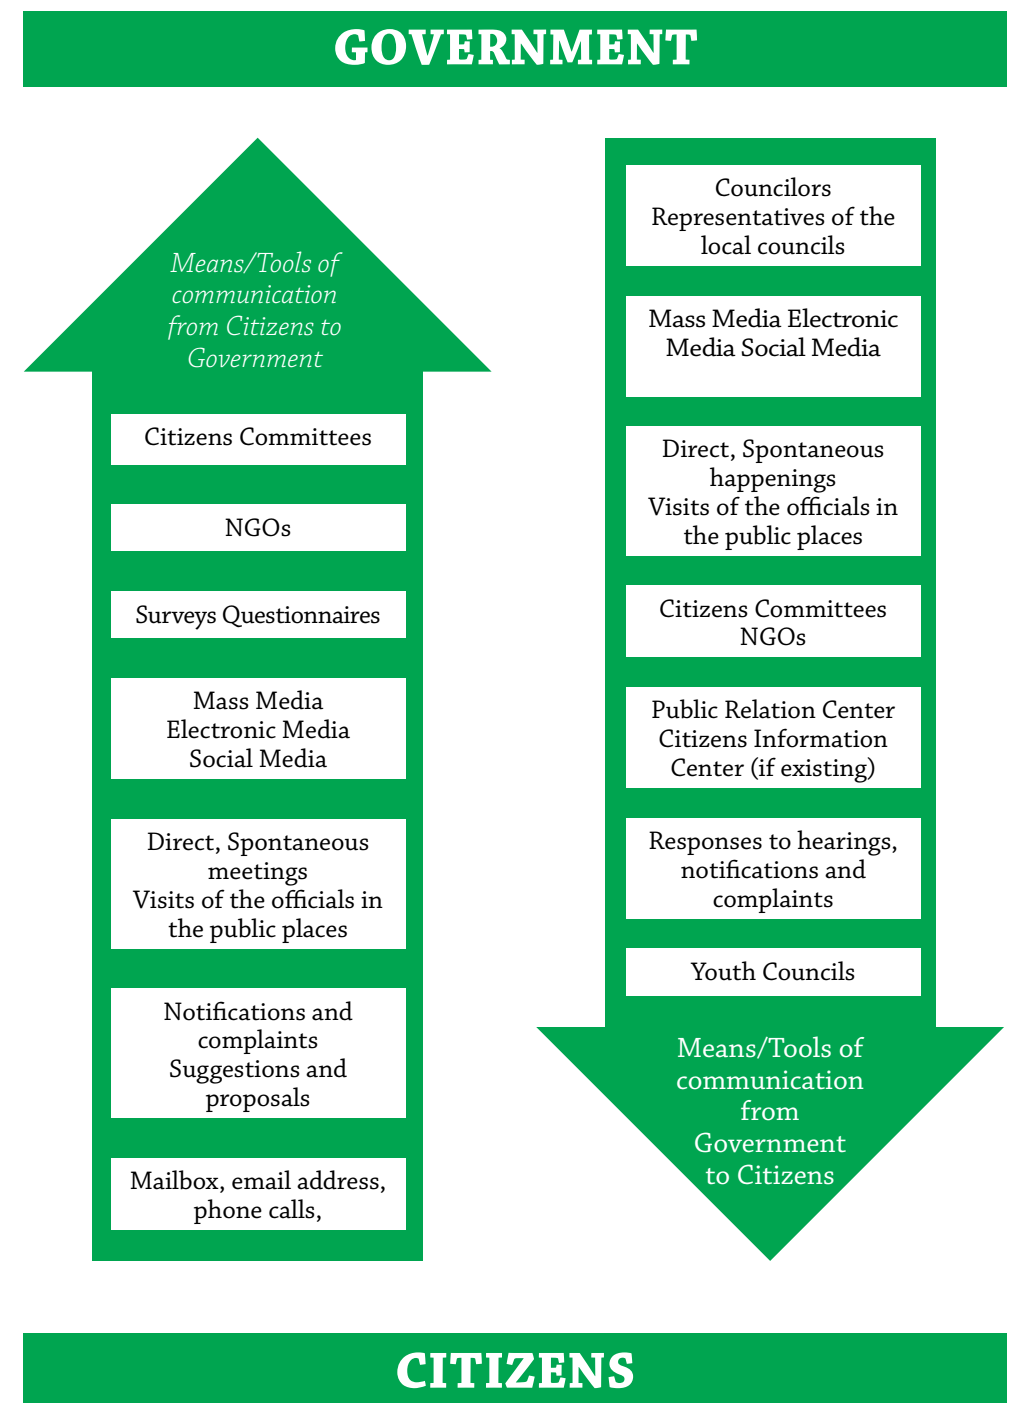 GOVERNMENT
Means/Tools of
communication
from Citizens to
Government
Citizens Committees
NGOs
Surveys Questionnaires
Mass Media
Electronic Media
Social Media
Direct, Spontaneous
meetings
Visits of the officials in
the public places
Notifications and
complaints
Suggestions and
proposals
Mailbox, email address,
phone calls,
Councilors
Representatives of the
local councils
Mass Media Electronic
Media Social Media
Direct, Spontaneous
happenings
Visits of the officials in
the public places
Citizens Committees
NGOs
Public Relation Center
Citizens Information
Center (if existing)
Responses to hearings,
notifications and
complaints
Youth Councils
Means/Tools of
communication
from
Government
to Citizens
CITIZENS